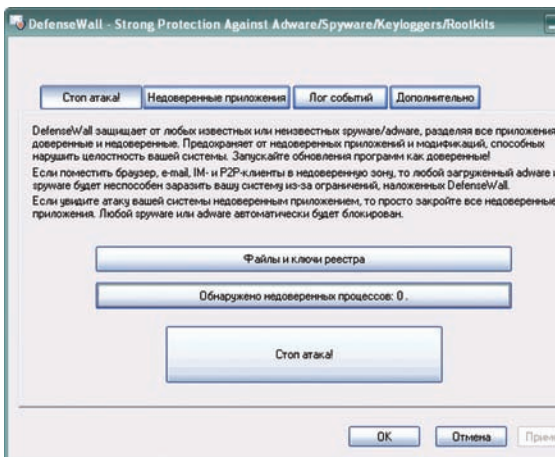 DefenseWall - Strong Protection Against Adware/Spyware/Keyloggers/Rootkits
Стоп атака! Недоверенные приложения Лог событий Дополнительно
DefenseWall защищает от любых известных или неизвестных spyware/adware, разделяя все приложения
доверенные и недоверенные. Предохраняет от недоверенных приложений и модификаций, способных
нарушить целостность вашей системы. Запускайте обновления программ как доверенные!
Если поместить браузер, e-mail, IM- и P2P-клиенты в недоверенную зону, то любой загруженный adware и
spyware будет неспособен заразить вашу систему из-за ограничений, наложенных DefenseWall.
Если увидите атаку вашей системы недоверенным приложением, то просто закройте все недоверенные
приложения. Любой spyware или adware автоматически будет блокирован.
Файлы и ключи реестра
Обнаружено недоверенных процессов: 0 .
Стоп атака!
OK Отмена